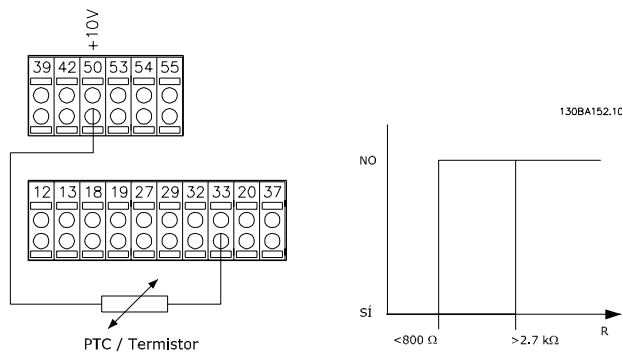 +10V
39 42 50 53 54 55
12 13 18 19 27 29 32 33 20 37
PTC / Termistor
130BA152.10
NO
SÍ
<800 Ω
>2.7 kΩ
R